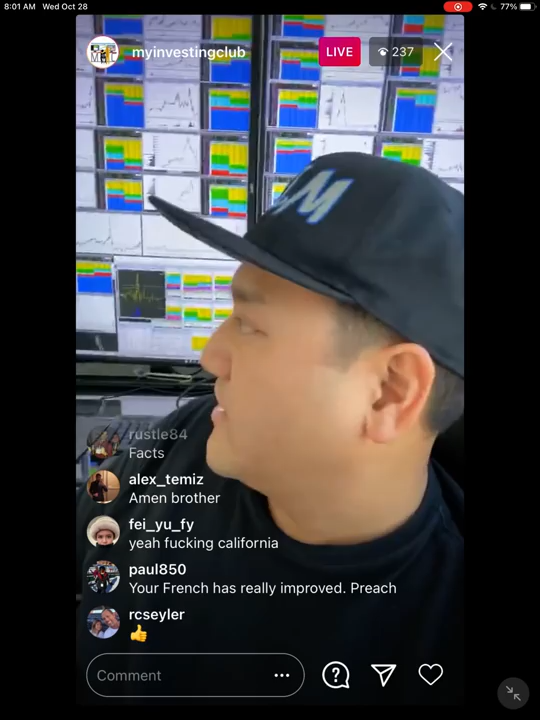 8:01 AM Wed Oct 28
77%
myinvestingclub
LIVE
237
M
rustle84
Facts
alex_temiz
Amen brother
fei_yu_fy
yeah fucking california
paul850
Your French has really improved. Preach
rcseyler
👍
Comment